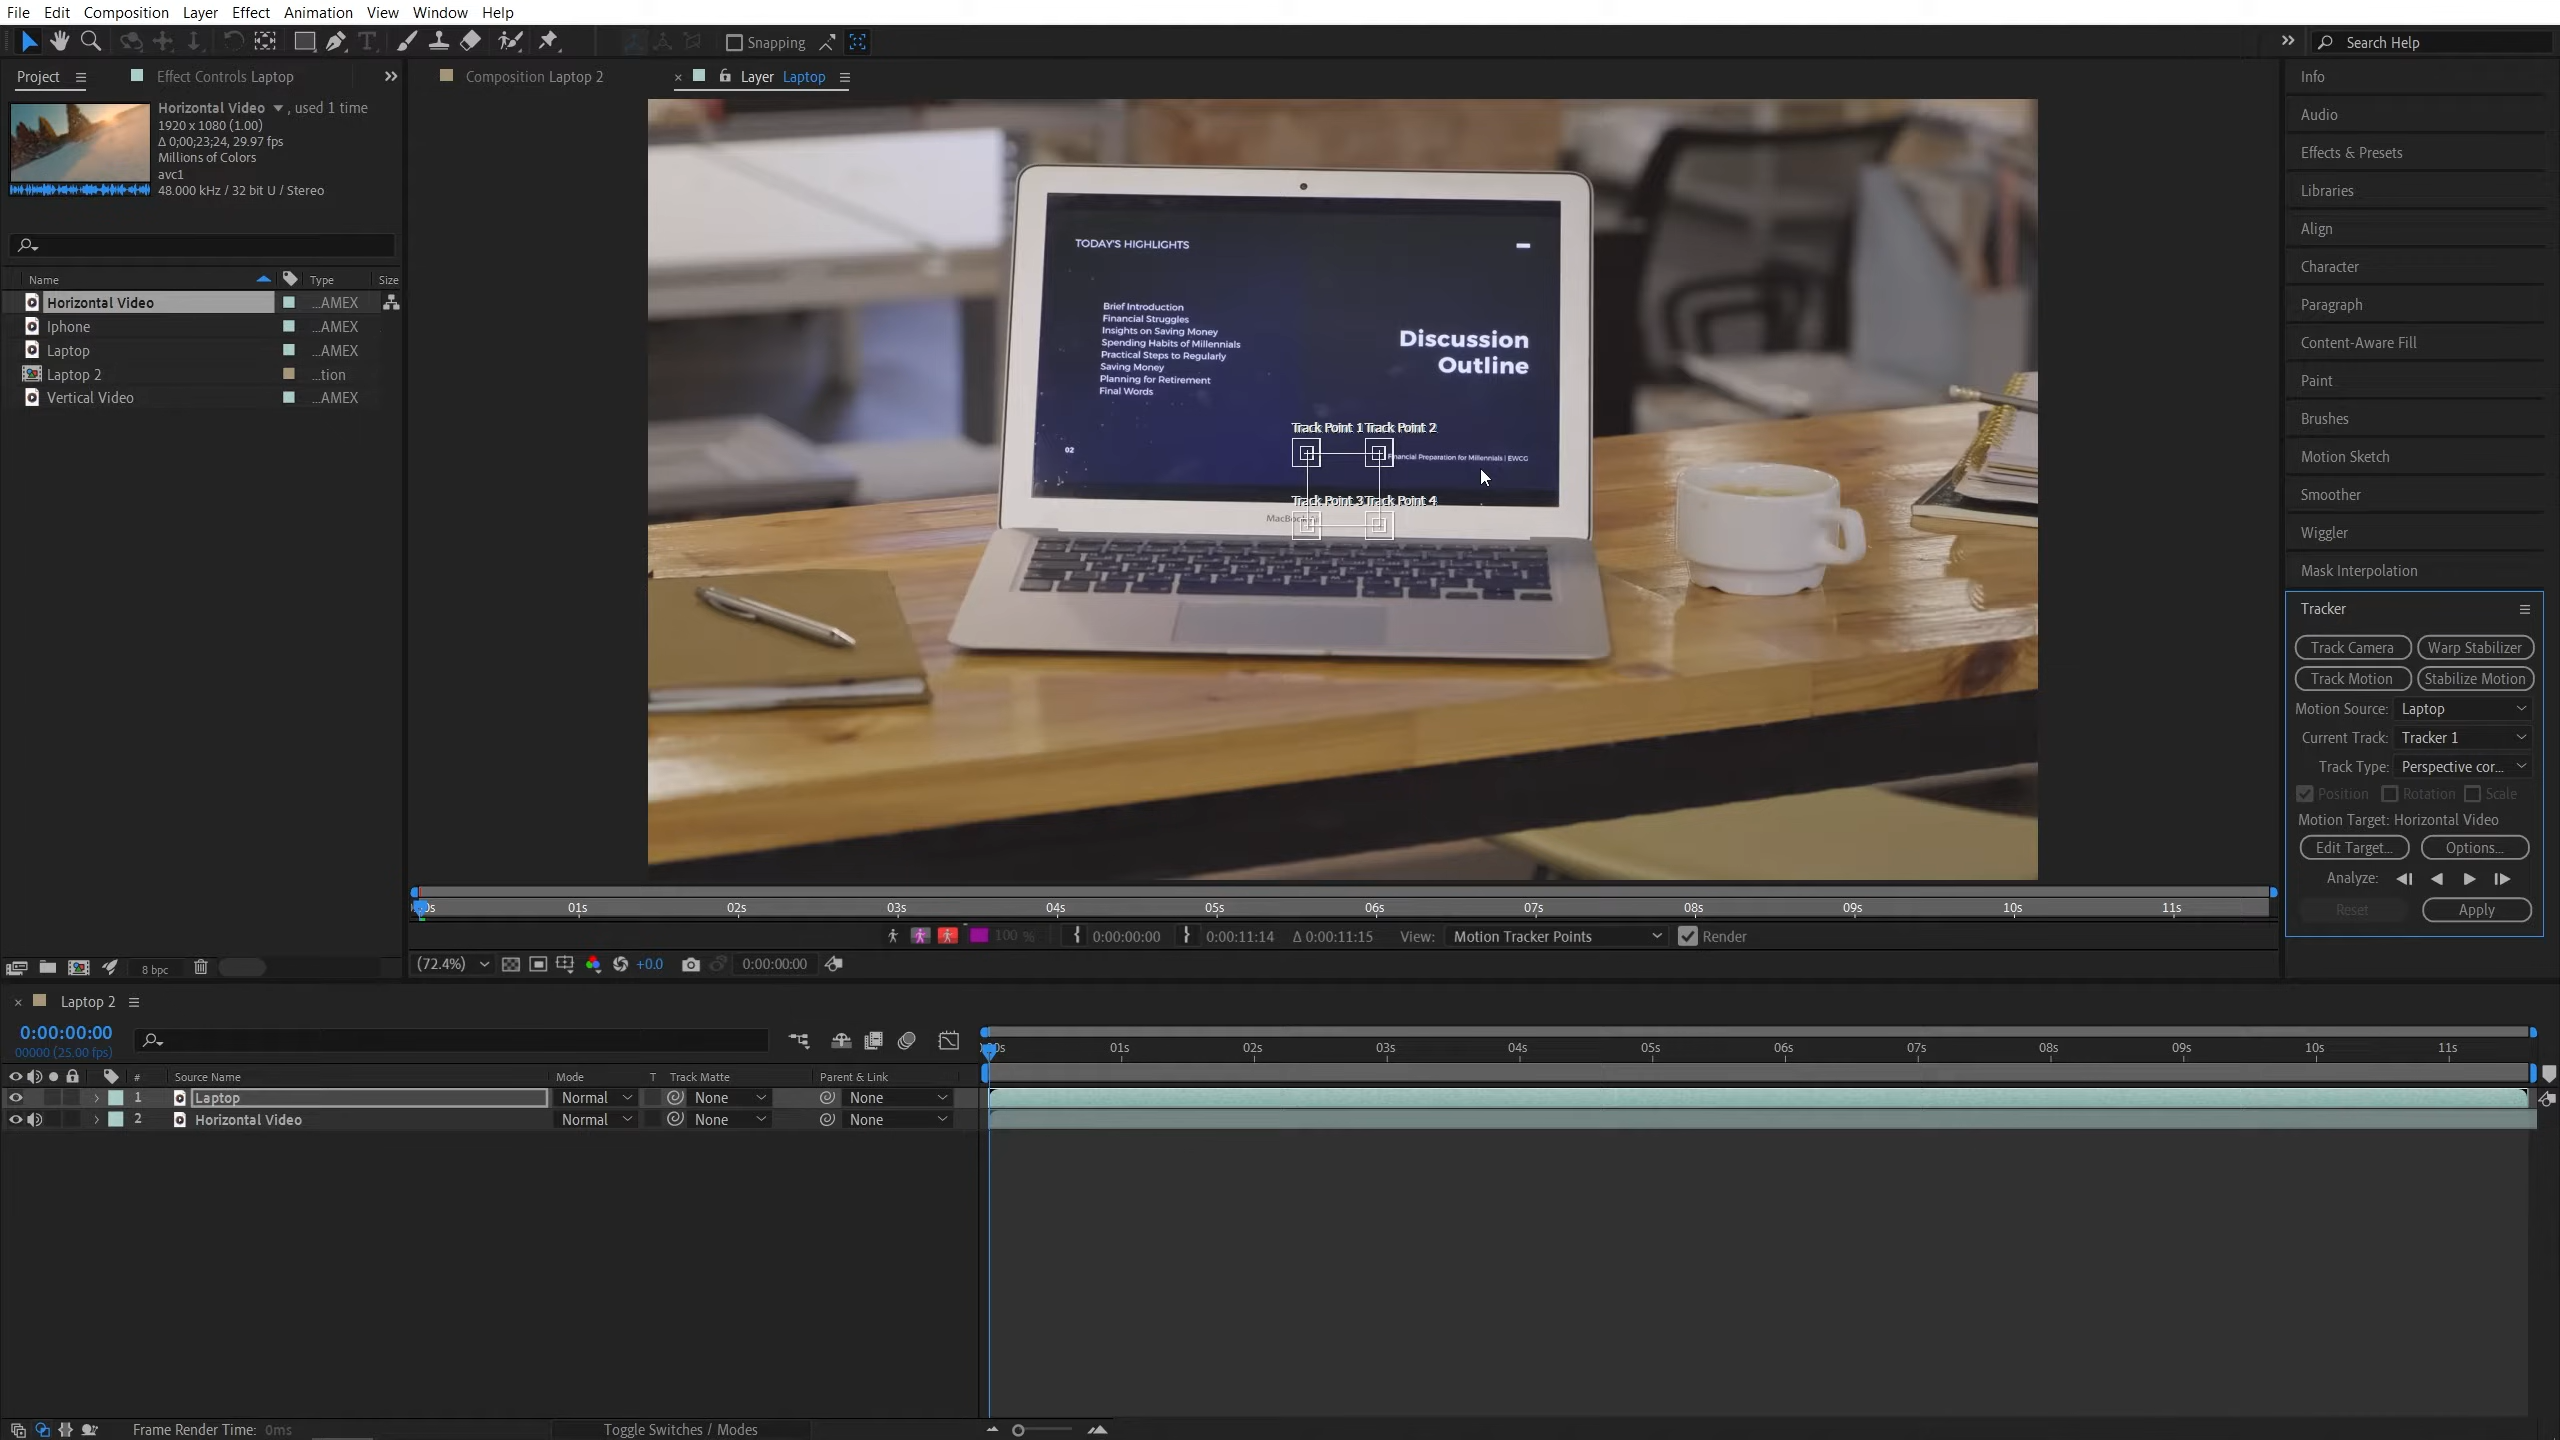 File Edit Composition Layer Effect Animation View Window Help
Snapping
Search Help
Project
Effect Controls Laptop
Composition Laptop 2
Layer Laptop
Horizontal Video , used 1 time
1920 x 1080 (1.00)
Δ 0;00;23;24, 29.97 fps
Millions of Colors
avc1
48.000 kHz / 32 bit U / Stereo
Name Type Size
Horizontal Video ...AMEX
Iphone ...AMEX
Laptop ...AMEX
Laptop 2 ...tion
Vertical Video ...AMEX
8 bpc
TODAY'S HIGHLIGHTS
Brief Introduction
Financial Struggles
Insights on Saving Money
Spending Habits of Millennials
Practical Steps to Regularly
Saving Money
Planning for Retirement
Final Words
Discussion
Outline
02
Financial Preparation for Millennials | EWCG
Track Point 1 Track Point 2
Track Point 3 Track Point 4
01s 02s 03s 04s 05s 06s 07s 08s 09s 10s 11s
100 %
0:00:00:00
0:00:11:14
Δ 0:00:11:15
View: Motion Tracker Points
Render
(72.4%)
+0.0
0:00:00:00
Info
Audio
Effects & Presets
Libraries
Align
Character
Paragraph
Content-Aware Fill
Paint
Brushes
Motion Sketch
Smoother
Wiggler
Mask Interpolation
Tracker
Track Camera Warp Stabilizer
Track Motion Stabilize Motion
Motion Source: Laptop
Current Track: Tracker 1
Track Type: Perspective cor...
Position Rotation Scale
Motion Target: Horizontal Video
Edit Target... Options...
Analyze:
Reset Apply
Laptop 2
0:00:00:00
00000 (25.00 fps)
01s 02s 03s 04s 05s 06s 07s 08s 09s 10s 11s
# Source Name Mode T Track Matte Parent & Link
1 Laptop Normal None None
2 Horizontal Video Normal None None
Frame Render Time: 0ms
Toggle Switches / Modes